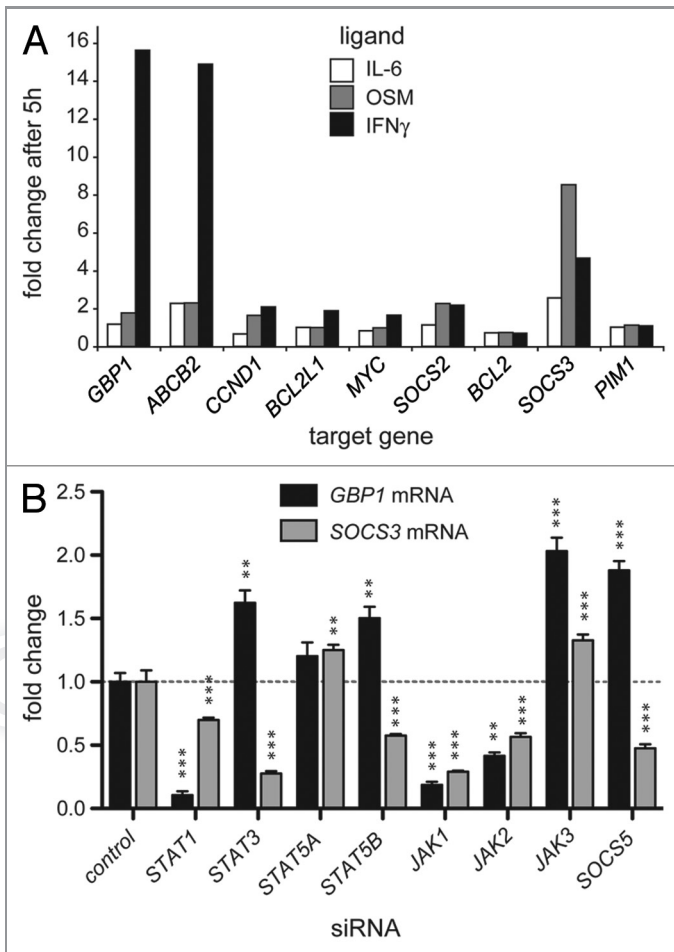 A
ligand
IL-6
OSM
IFNγ
fold change after 5h
16
14
12
10
8
6
4
2
0
GBP1
ABCB2
CCND1
BCL2L1
MYC
SOCS2
BCL2
SOCS3
PIM1
target gene
B
GBP1 mRNA
SOCS3 mRNA
fold change
2.5
2.0
1.5
1.0
0.5
0.0
***
***
**
***
**
**
***
***
***
**
***
***
***
***
***
control
STAT1
STAT3
STAT5A
STAT5B
JAK1
JAK2
JAK3
SOCS5
siRNA